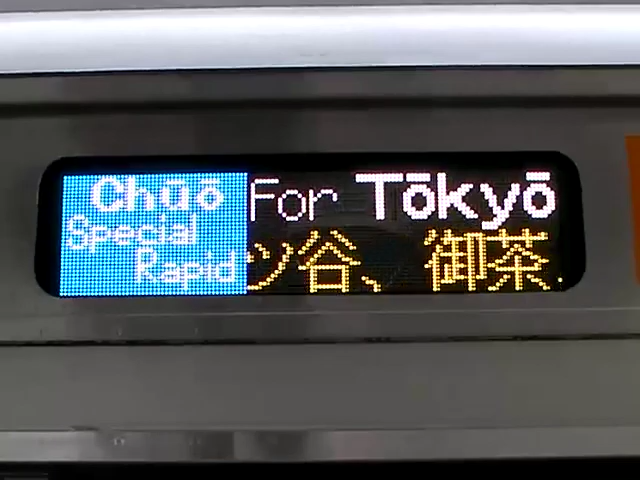 Chūō
Special
Rapid
For Tōkyō
ツ谷、御茶